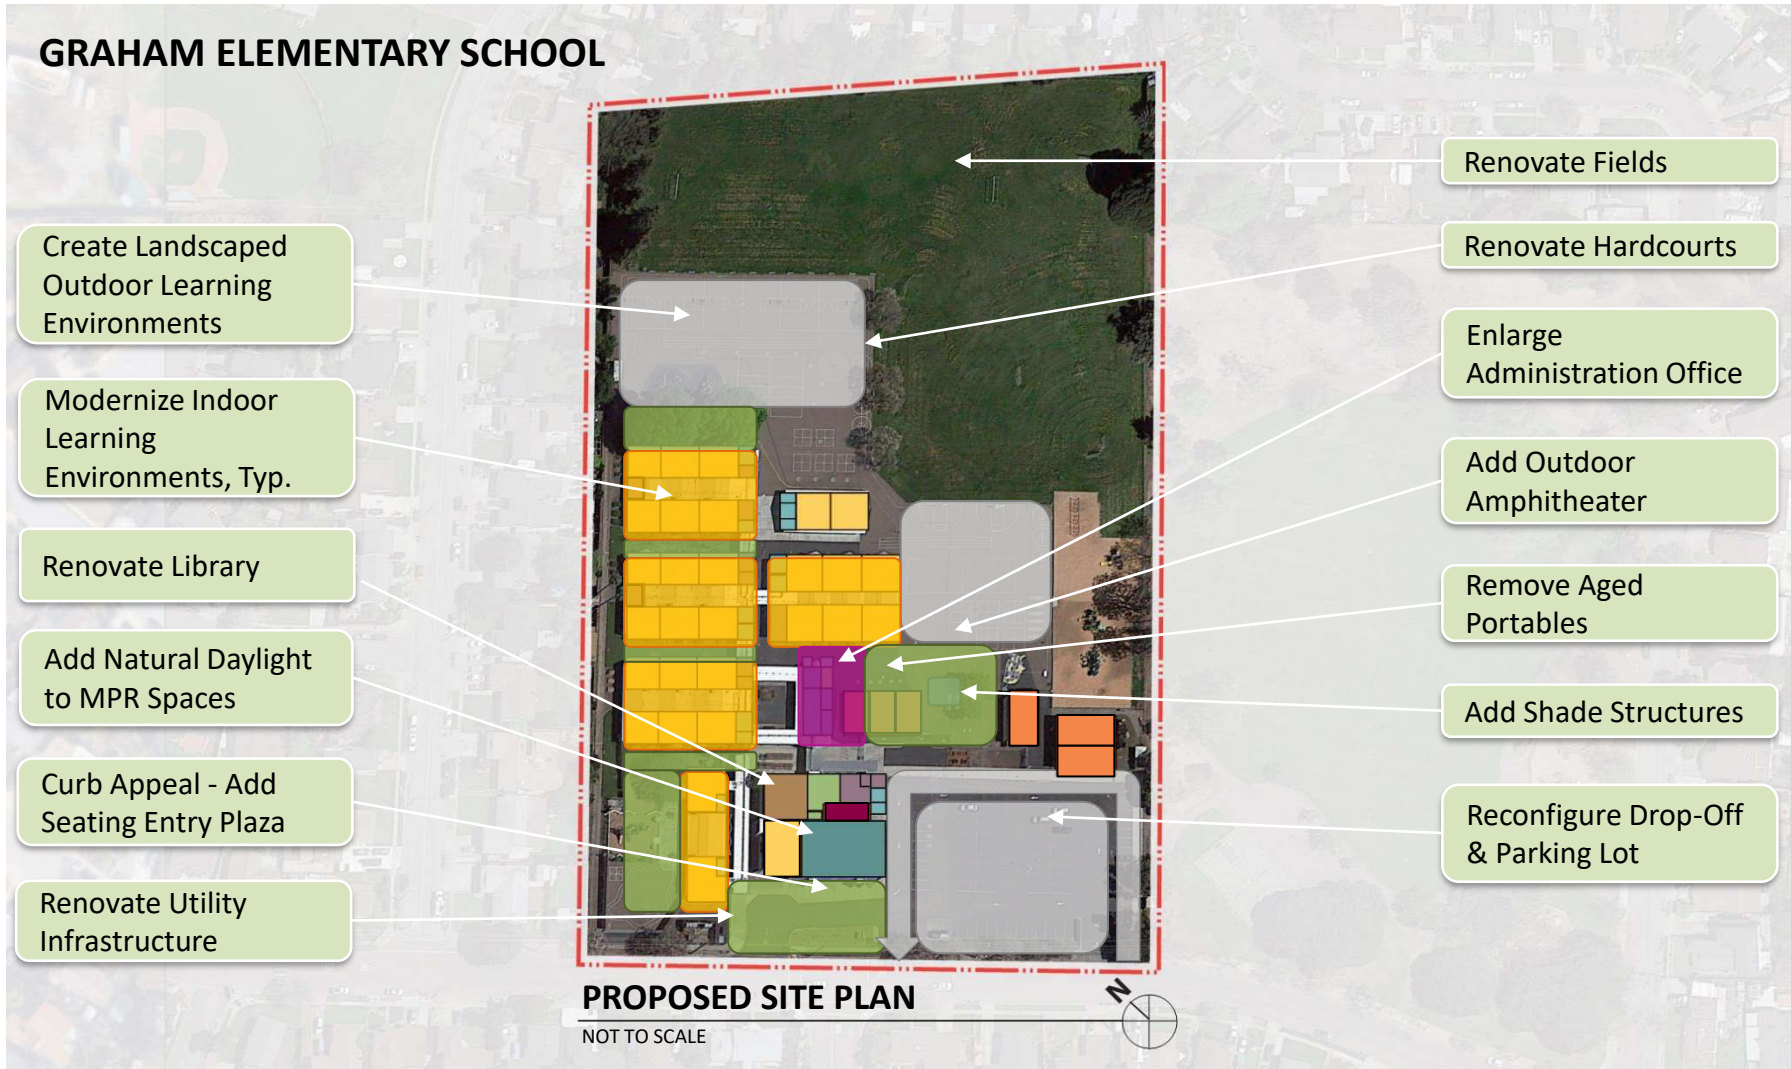 GRAHAM ELEMENTARY SCHOOL
Create Landscaped
Outdoor Learning
Environments
Modernize Indoor
Learning
Environments, Typ.
Renovate Library
Add Natural Daylight
to MPR Spaces
Curb Appeal - Add
Seating Entry Plaza
Renovate Utility
Infrastructure
Renovate Fields
Renovate Hardcourts
Enlarge
Administration Office
Add Outdoor
Amphitheater
Remove Aged
Portables
Add Shade Structures
Reconfigure Drop-Off
& Parking Lot
PROPOSED SITE PLAN
NOT TO SCALE
N